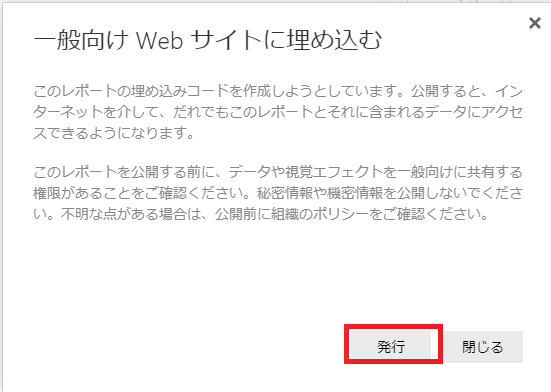 一般向け Web サイトに埋め込む
このレポートの埋め込みコードを作成しようとしています。公開すると、イン
ターネットを介して、だれでもこのレポートとそれに含まれるデータにアクセ
スできるようになります。
このレポートを公開する前に、データや視覚エフェクトを一般向けに共有する
権限があることをご確認ください。秘密情報や機密情報を公開しないでくださ
い。不明な点がある場合は、公開前に組織のポリシーをご確認ください。
発行
閉じる